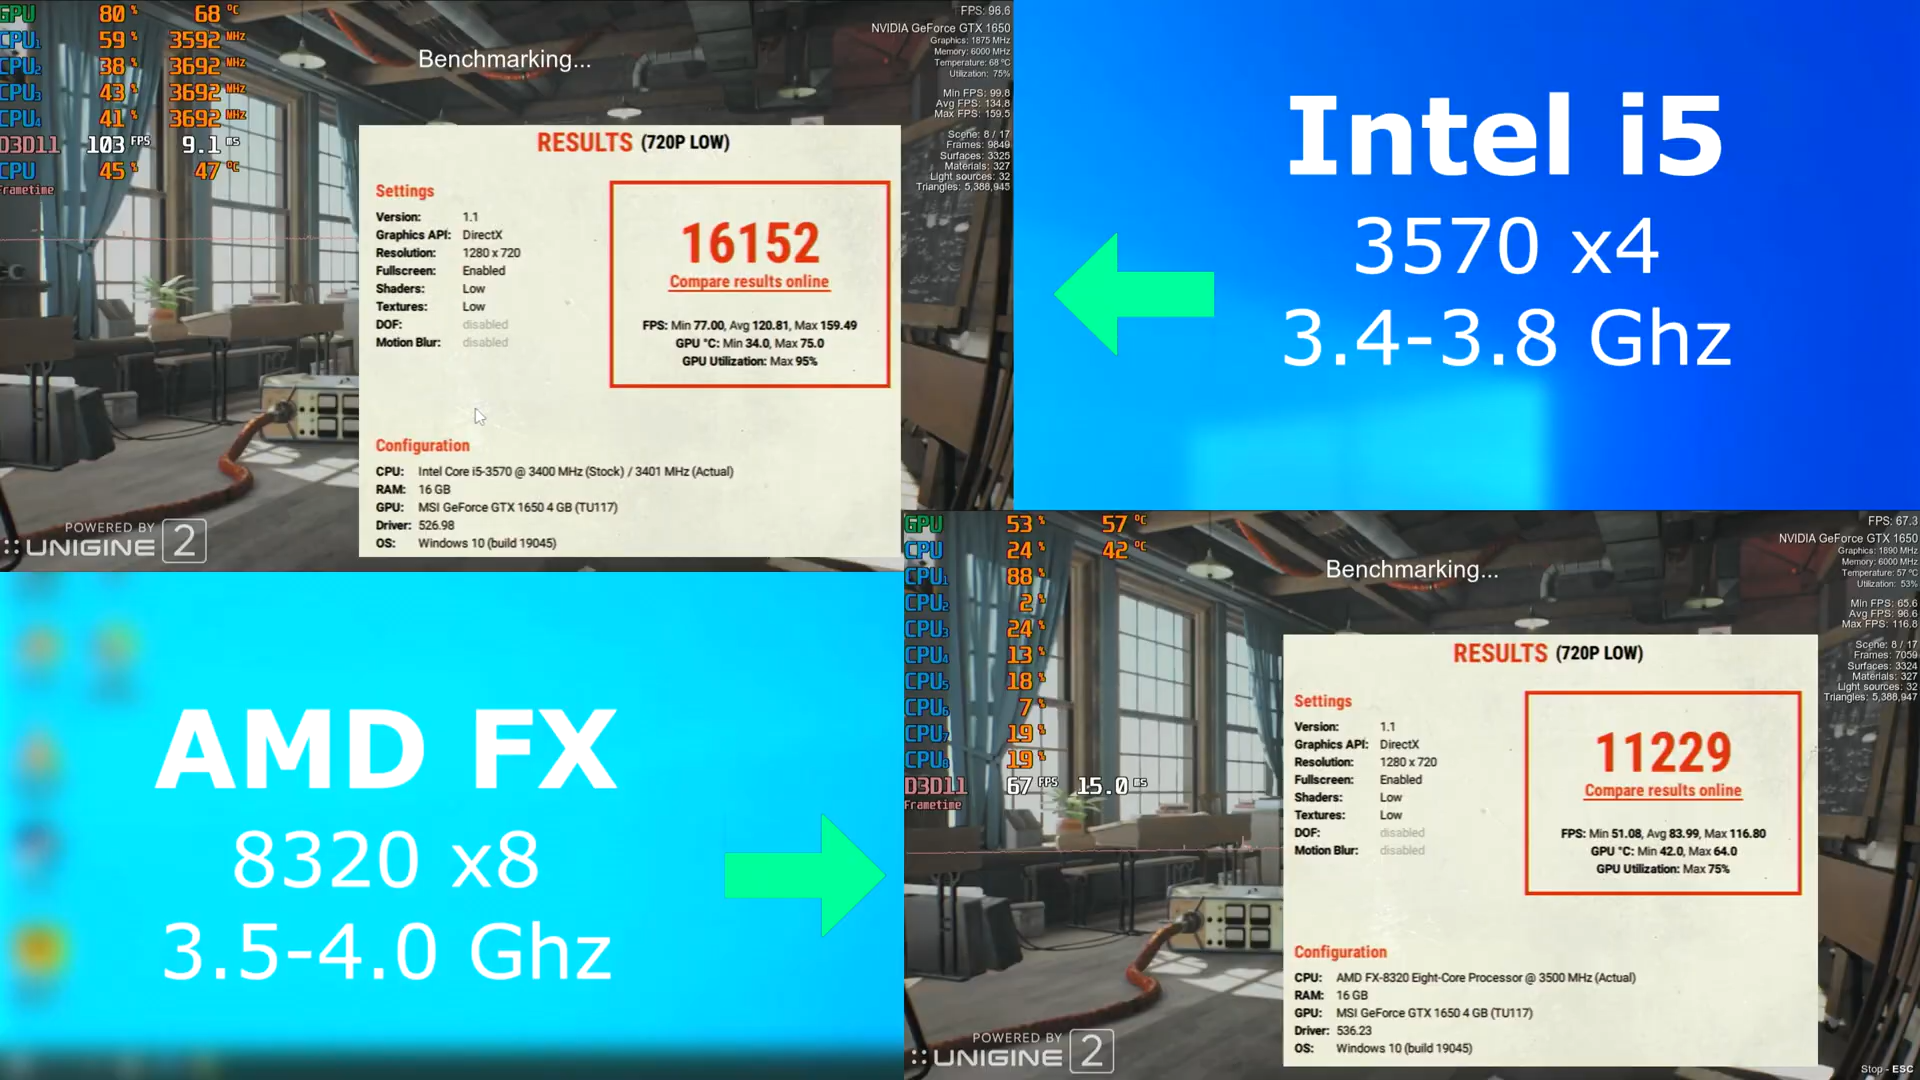 GPU 80 % 68 °C
CPU1 59 % 3592 MHz
CPU2 38 % 3692 MHz
CPU3 43 % 3692 MHz
CPU4 41 % 3692 MHz
D3D11 103 FPS 9.1 ms
CPU 45 % 47 °C
Frametime
Benchmarking...
FPS: 96.6
NVIDIA GeForce GTX 1650
Graphics: 1875 MHz
Memory: 6000 MHz
Temperature: 68 °C
Utilization: 75%
Min FPS: 99.8
Avg FPS: 134.8
Max FPS: 159.5
Scene: 8 / 17
Frames: 9849
Surfaces: 3325
Materials: 327
Light sources: 32
Triangles: 5,388,945
RESULTS (720P LOW)
Settings
Version: 1.1
Graphics API: DirectX
Resolution: 1280 x 720
Fullscreen: Enabled
Shaders: Low
Textures: Low
DOF: disabled
Motion Blur: disabled
16152
Compare results online
FPS: Min 77.00, Avg 120.81, Max 159.49
GPU °C: Min 34.0, Max 75.0
GPU Utilization: Max 95%
Configuration
CPU: Intel Core i5-3570 @ 3400 MHz (Stock) / 3401 MHz (Actual)
RAM: 16 GB
GPU: MSI GeForce GTX 1650 4 GB (TU117)
Driver: 526.98
OS: Windows 10 (build 19045)
POWERED BY
UNIGINE 2
Intel i5
3570 x4
3.4-3.8 Ghz
AMD FX
8320 x8
3.5-4.0 Ghz
GPU 53 % 57 °C
CPU 24 % 42 °C
CPU1 88 %
CPU2 2 %
CPU3 24 %
CPU4 13 %
CPU5 18 %
CPU6 7 %
CPU7 19 %
CPU8 19 %
D3D11 67 FPS 15.0 ms
Frametime
Benchmarking...
FPS: 67.3
NVIDIA GeForce GTX 1650
Graphics: 1890 MHz
Memory: 6000 MHz
Temperature: 57 °C
Utilization: 53%
Min FPS: 65.6
Avg FPS: 96.6
Max FPS: 116.8
Scene: 8 / 17
Frames: 7059
Surfaces: 3324
Materials: 327
Light sources: 32
Triangles: 5,388,947
RESULTS (720P LOW)
Settings
Version: 1.1
Graphics API: DirectX
Resolution: 1280 x 720
Fullscreen: Enabled
Shaders: Low
Textures: Low
DOF: disabled
Motion Blur: disabled
11229
Compare results online
FPS: Min 51.08, Avg 83.99, Max 116.80
GPU °C: Min 42.0, Max 64.0
GPU Utilization: Max 75%
Configuration
CPU: AMD FX-8320 Eight-Core Processor @ 3500 MHz (Actual)
RAM: 16 GB
GPU: MSI GeForce GTX 1650 4 GB (TU117)
Driver: 536.23
OS: Windows 10 (build 19045)
POWERED BY
UNIGINE 2
Stop - ESC